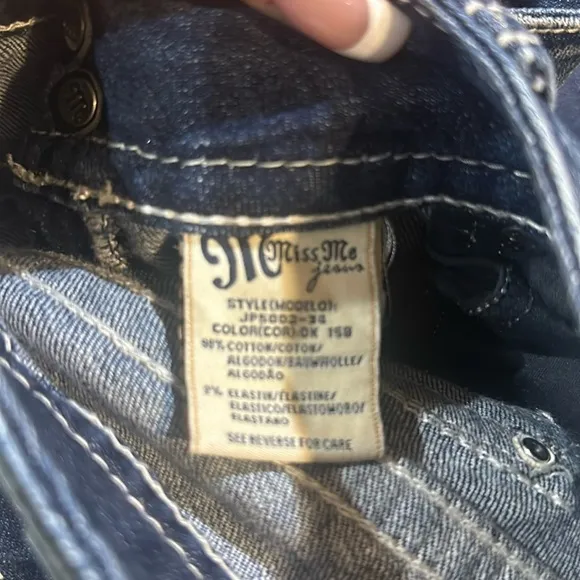 M Miss Me
Jeans
STYLE(MODELO):
JP5002-34
COLOR(COR):DK 158
98% COTTON/COTON/
ALGODON/BAUMWOLLE/
ALGODÃO
2% ELASTIN/ELASTINE/
ELASTICO/ELASTOMORO/
ELASTANO
SEE REVERSE FOR CARE